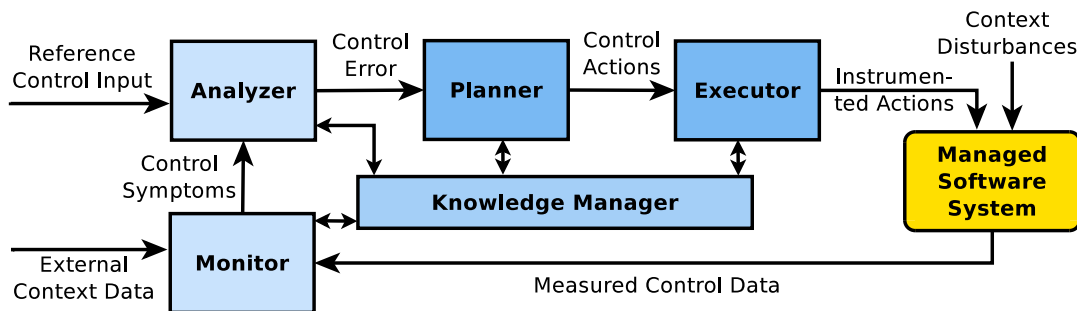 Reference
Control Input
Analyzer
Control
Error
Planner
Control
Actions
Executor
Instrumen-
ted Actions
Context
Disturbances
Managed
Software
System
Control
Symptoms
Knowledge Manager
Monitor
External
Context Data
Measured Control Data